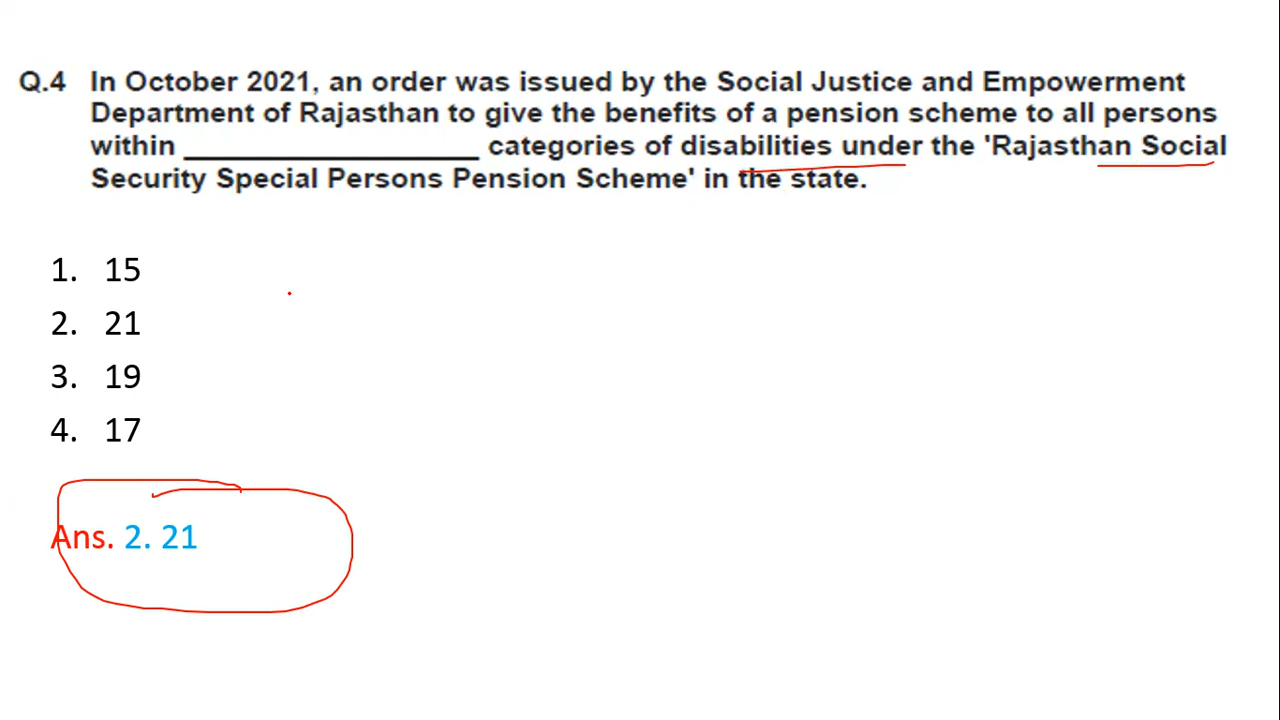 Q.4 In October 2021, an order was issued by the Social Justice and Empowerment
Department of Rajasthan to give the benefits of a pension scheme to all persons
within ____________________ categories of disabilities under the 'Rajasthan Social
Security Special Persons Pension Scheme' in the state.
1. 15
2. 21
3. 19
4. 17
Ans. 2. 21